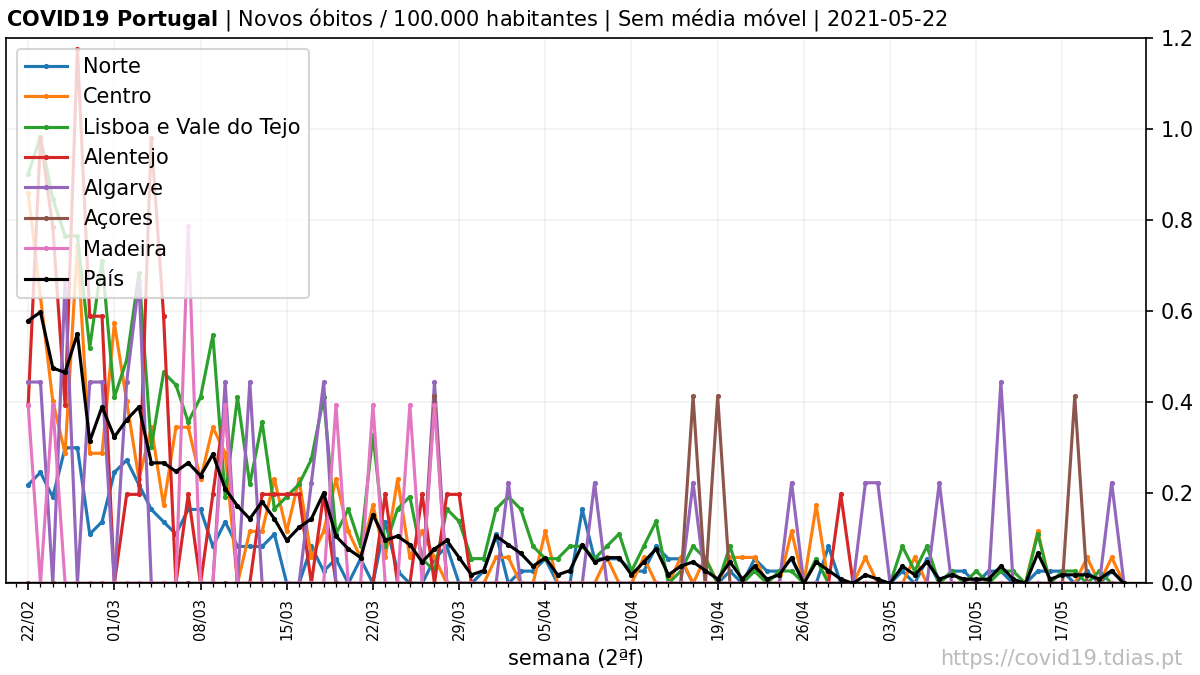 COVID19 Portugal | Novos óbitos / 100.000 habitantes | Sem média móvel | 2021-05-22
Norte
Centro
Lisboa e Vale do Tejo
Alentejo
Algarve
Açores
Madeira
País
1.2
1.0
0.8
0.6
0.4
0.2
0.0
22/02
01/03
08/03
15/03
22/03
29/03
05/04
12/04
19/04
26/04
03/05
10/05
17/05
semana (2ªf)
https://covid19.tdias.pt